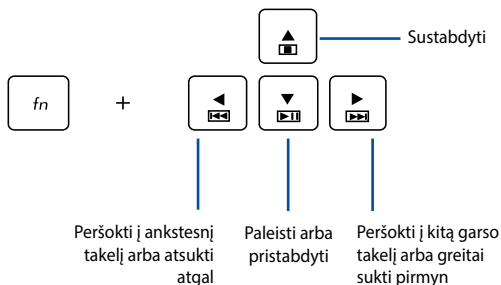 Sustabdyti
fn
+
Peršokti į ankstesnį
takelį arba atsukti
atgal
Paleisti arba
pristabdyti
Peršokti į kitą garso
takelį arba greitai
sukti pirmyn